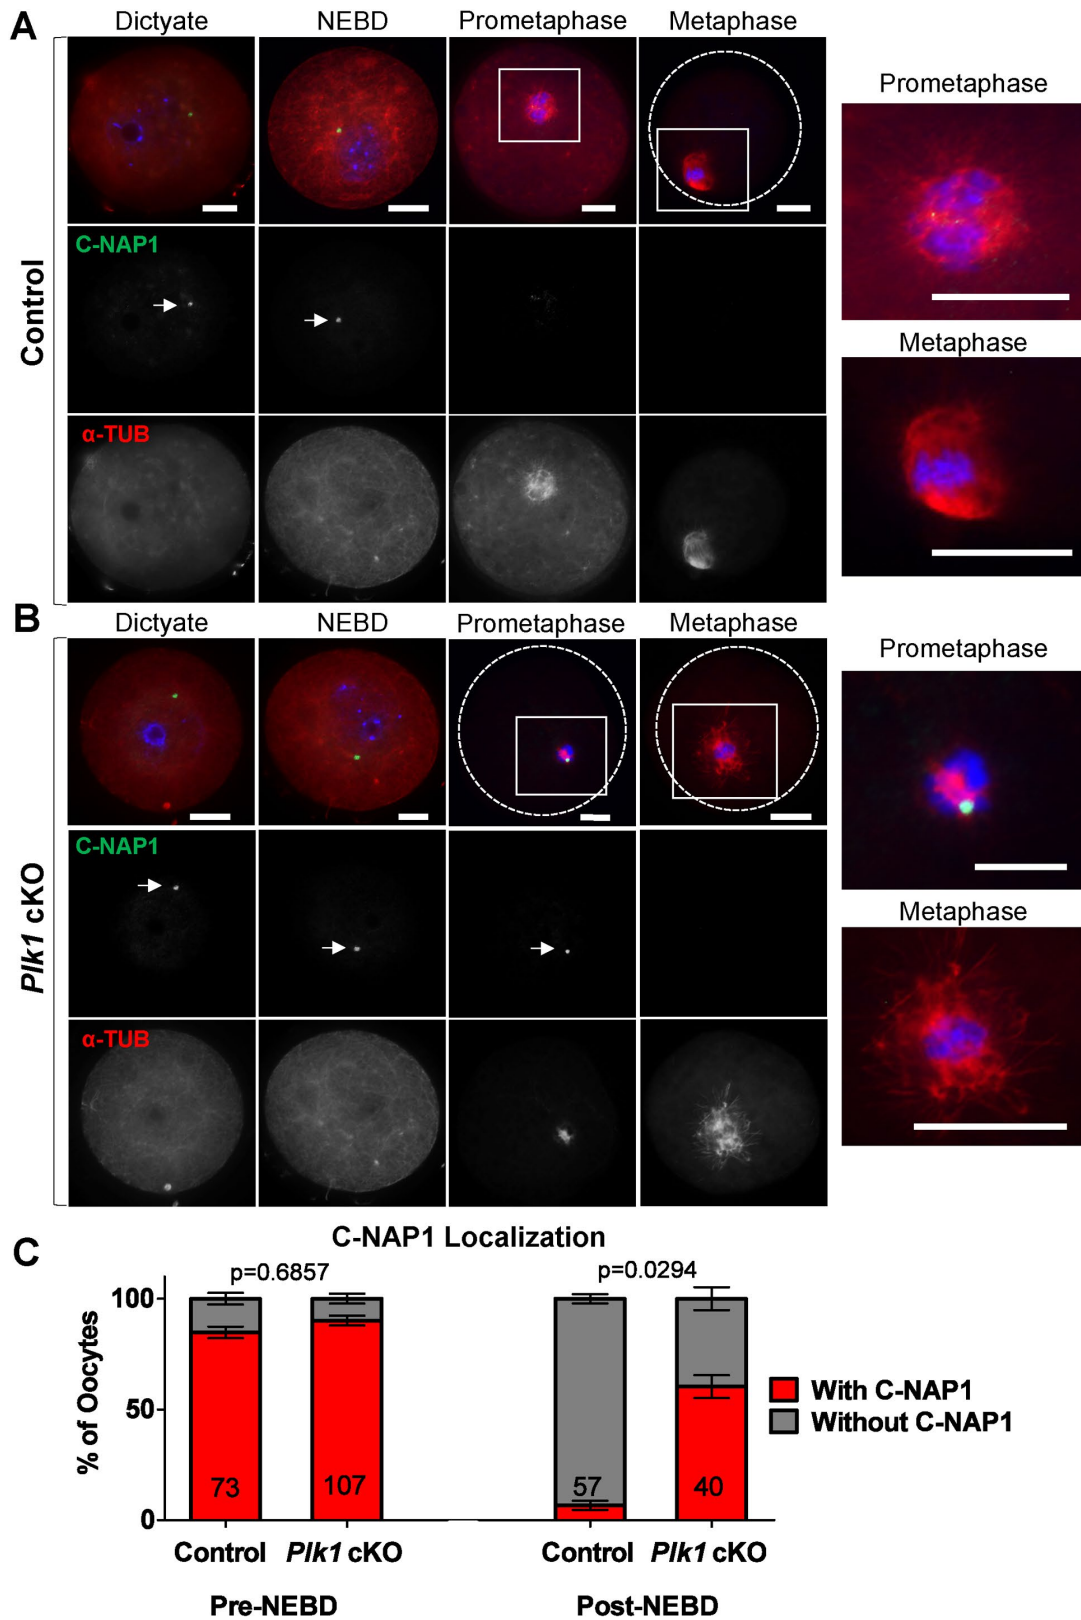 A
Dictyate NEBD Prometaphase Metaphase
Prometaphase
C-NAP1
Control
Metaphase
α-TUB
B
Dictyate NEBD Prometaphase Metaphase
Prometaphase
C-NAP1
Plk1 cKO
Metaphase
α-TUB
C
C-NAP1 Localization
p=0.6857 p=0.0294
100
50
0
% of Oocytes
With C-NAP1
Without C-NAP1
73 107 57 40
Control Plk1 cKO Control Plk1 cKO
Pre-NEBD Post-NEBD